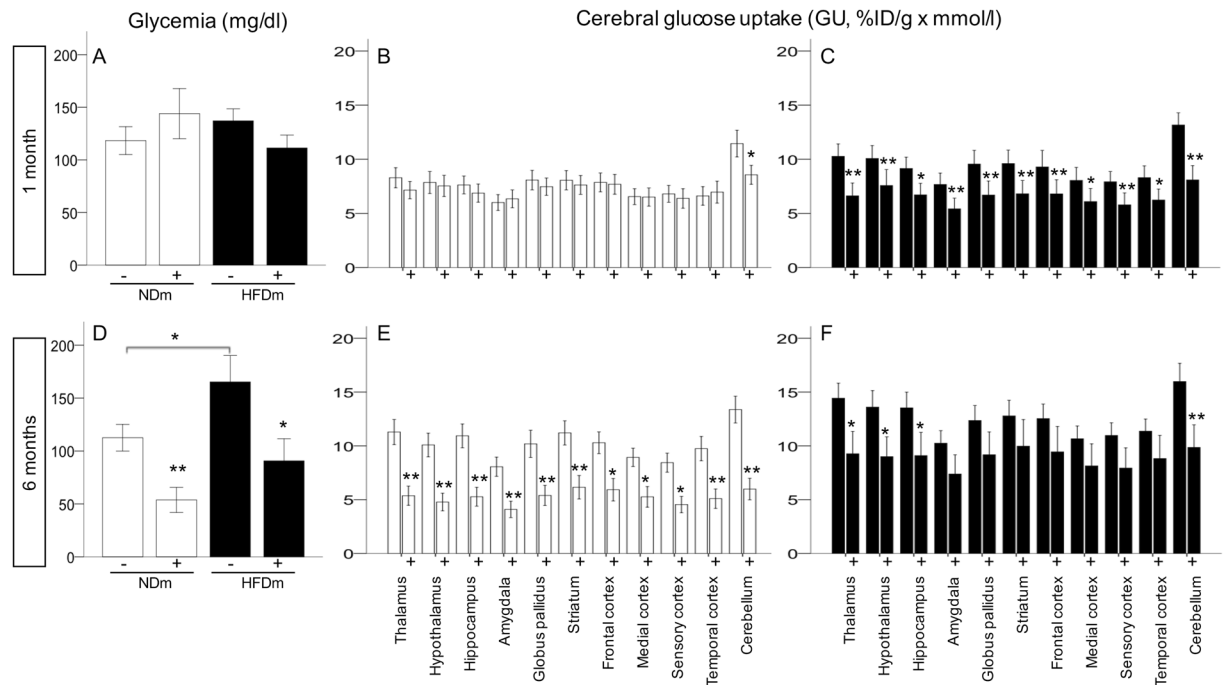 Glycemia (mg/dl)
Cerebral glucose uptake (GU, %ID/g x mmol/l)
1 month
A
200
150
100
50
0
- + - +
NDm HFDm
B
20
15
10
5
0
*
+ + + + + + + + + + +
C
20
15
10
5
0
** ** * ** ** ** ** * ** * **
+ + + + + + + + + + +
6 months
D
200
150
100
50
0
*
** *
- + - +
NDm HFDm
E
20
15
10
5
0
** ** ** ** ** ** * * * ** **
+ + + + + + + + + + +
Thalamus
Hypothalamus
Hippocampus
Amygdala
Globus pallidus
Striatum
Frontal cortex
Medial cortex
Sensory cortex
Temporal cortex
Cerebellum
F
20
15
10
5
0
* * * **
+ + + + + + + + + + +
Thalamus
Hypothalamus
Hippocampus
Amygdala
Globus pallidus
Striatum
Frontal cortex
Medial cortex
Sensory cortex
Temporal cortex
Cerebellum